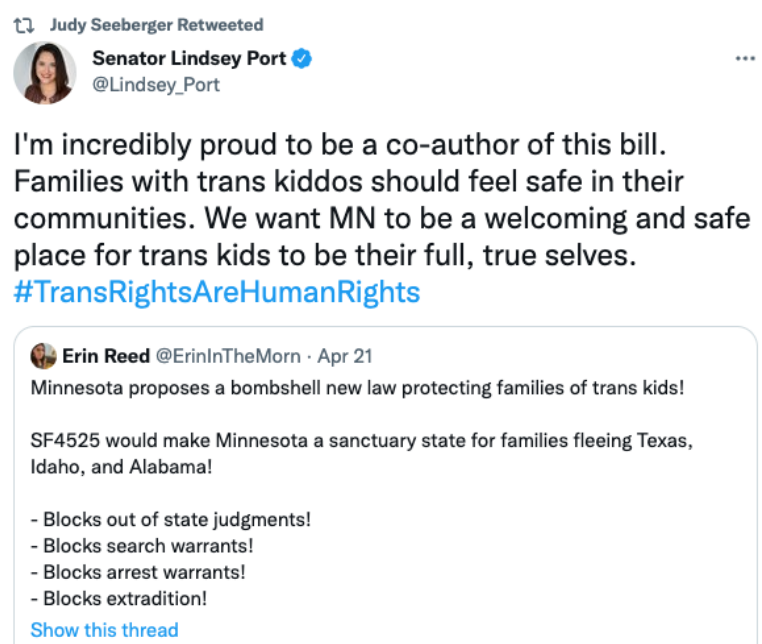 Judy Seeberger Retweeted
Senator Lindsey Port
@Lindsey_Port
I'm incredibly proud to be a co-author of this bill.
Families with trans kiddos should feel safe in their
communities. We want MN to be a welcoming and safe
place for trans kids to be their full, true selves.
#TransRightsAreHumanRights
Erin Reed @ErinInTheMorn · Apr 21
Minnesota proposes a bombshell new law protecting families of trans kids!
SF4525 would make Minnesota a sanctuary state for families fleeing Texas,
Idaho, and Alabama!
- Blocks out of state judgments!
- Blocks search warrants!
- Blocks arrest warrants!
- Blocks extradition!
Show this thread